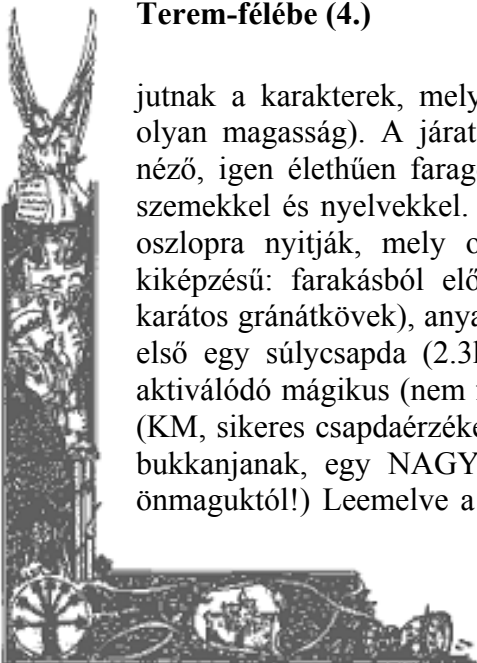 Terem-félébe (4.)
jutnak a karakterek, mely
olyan magasság). A járat
néző, igen élethűen farag
szemekkel és nyelvekkel.
oszlopra nyitják, mely o
kiképzésű: farakásból elő
karátos gránátkövek), anya
első egy súlycsapda (2.3
aktiválódó mágikus (nem
(KM, sikeres csapdaérzéke
bukkanjanak, egy NAGY
önmaguktól!) Leemelve a